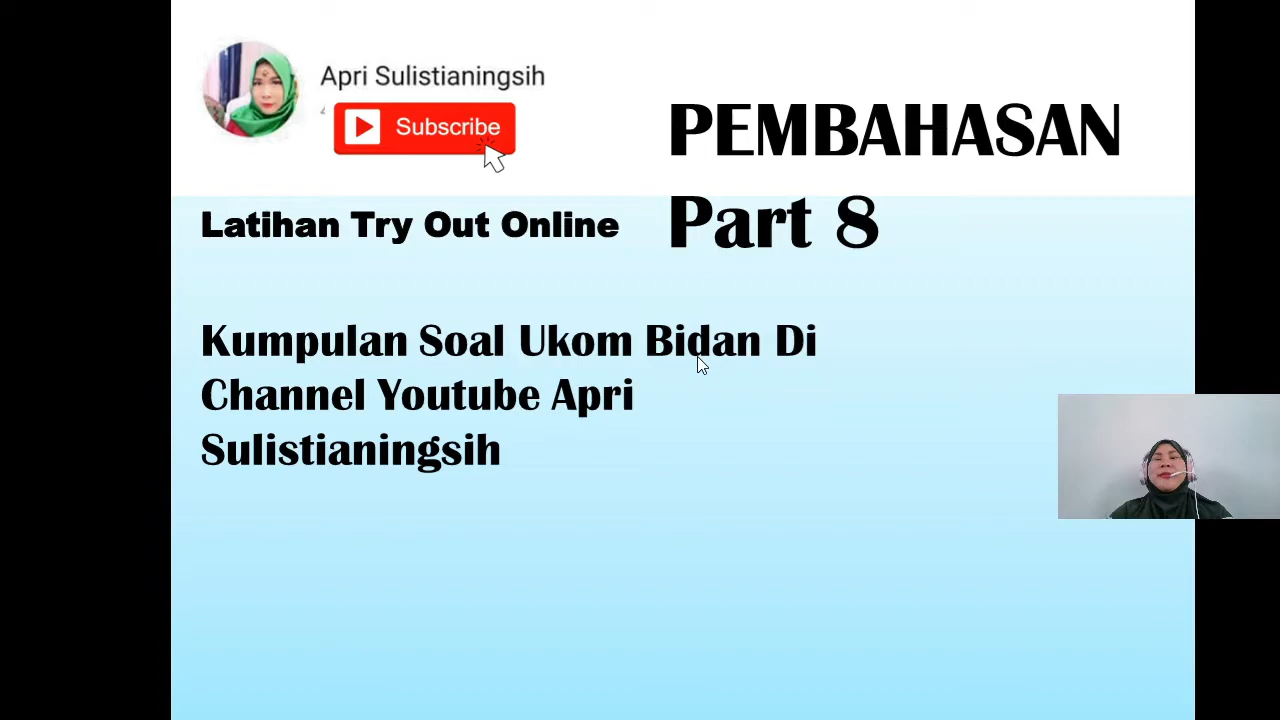 Apri Sulistianingsih
Subscribe
PEMBAHASAN
Part 8
Latihan Try Out Online
Kumpulan Soal Ukom Bidan Di
Channel Youtube Apri
Sulistianingsih